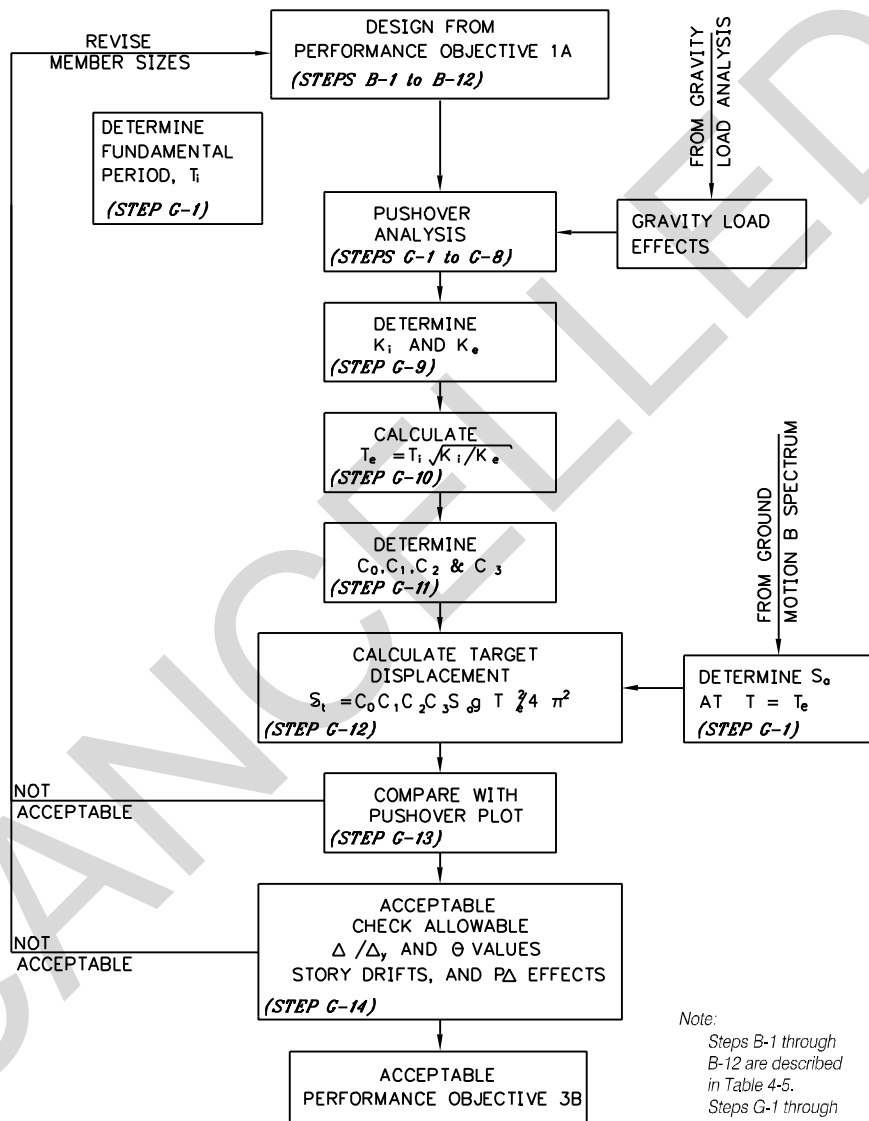 CANCELLED
DESIGN FROM
PERFORMANCE OBJECTIVE 1A
(STEPS B-1 to B-12)
REVISE
MEMBER SIZES
FROM GRAVITY
LOAD ANALYSIS
DETERMINE
FUNDAMENTAL
PERIOD, Ti
(STEP G-1)
PUSHOVER
ANALYSIS
(STEPS G-1 to G-8)
GRAVITY LOAD
EFFECTS
DETERMINE
Ki AND Ke
(STEP G-9)
CALCULATE
Te = Ti √Ki/Ke
(STEP G-10)
FROM GROUND
MOTION B SPECTRUM
DETERMINE
C0,C1,C2 & C3
(STEP G-11)
CALCULATE TARGET
DISPLACEMENT
St = C0C1C2C3Sag Te²/4 π²
(STEP G-12)
DETERMINE Sa
AT T = Te
(STEP G-1)
NOT
ACCEPTABLE
COMPARE WITH
PUSHOVER PLOT
(STEP G-13)
NOT
ACCEPTABLE
ACCEPTABLE
CHECK ALLOWABLE
Δ /Δy AND Θ VALUES
STORY DRIFTS, AND PΔ EFFECTS
(STEP G-14)
ACCEPTABLE
PERFORMANCE OBJECTIVE 3B
Note:
Steps B-1 through
B-12 are described
in Table 4-5.
Steps G-1 through